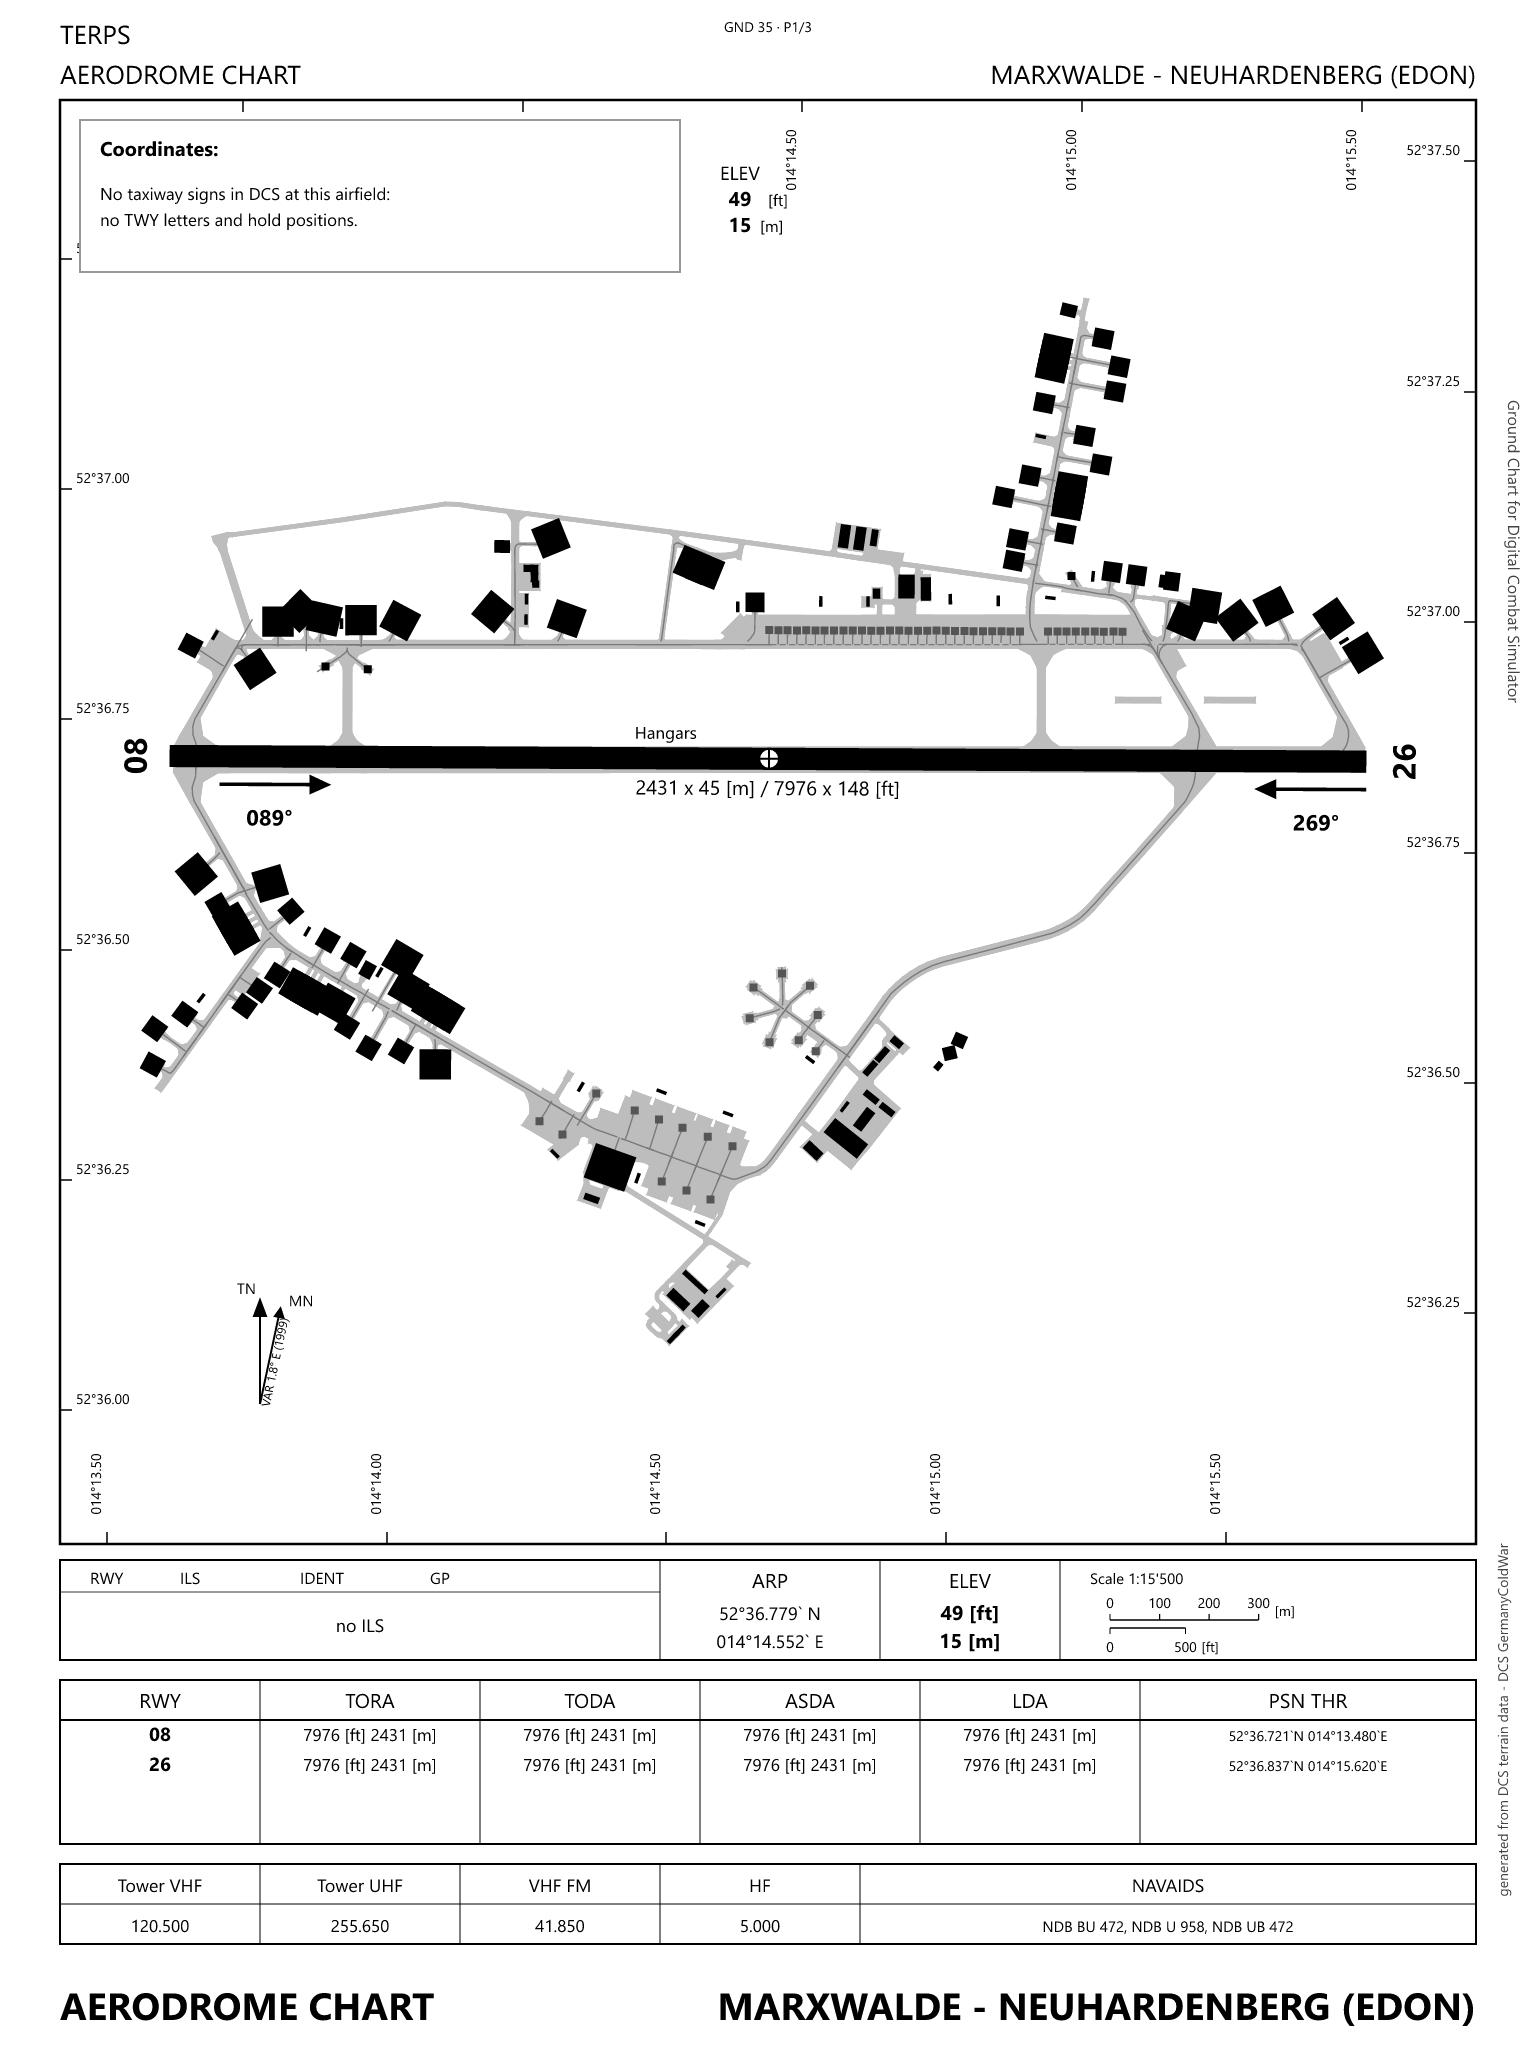 GND 35 · P1/3
TERPS
AERODROME CHART
MARXWALDE - NEUHARDENBERG (EDON)
Coordinates:
No taxiway signs in DCS at this airfield:
no TWY letters and hold positions.
ELEV
49 [ft]
15 [m]
014°14.50
014°15.00
014°15.50
52°37.50
52°37.25
52°37.00
52°37.00
52°36.75
Hangars
08
26
2431 x 45 [m] / 7976 x 148 [ft]
089°
269°
52°36.75
52°36.50
52°36.50
52°36.25
52°36.25
TN
MN
VAR 1.8° E (1999)
52°36.00
014°13.50
014°14.00
014°14.50
014°15.00
014°15.50
Ground Chart for Digital Combat Simulator
generated from DCS terrain data - DCS GermanyColdWar
RWY ILS IDENT GP
no ILS
ARP
52°36.779` N
014°14.552` E
ELEV
49 [ft]
15 [m]
Scale 1:15'500
0 100 200 300 [m]
0 500 [ft]
RWY TORA TODA ASDA LDA PSN THR
08 7976 [ft] 2431 [m] 7976 [ft] 2431 [m] 7976 [ft] 2431 [m] 7976 [ft] 2431 [m] 52°36.721`N 014°13.480`E
26 7976 [ft] 2431 [m] 7976 [ft] 2431 [m] 7976 [ft] 2431 [m] 7976 [ft] 2431 [m] 52°36.837`N 014°15.620`E
Tower VHF Tower UHF VHF FM HF NAVAIDS
120.500 255.650 41.850 5.000 NDB BU 472, NDB U 958, NDB UB 472
AERODROME CHART
MARXWALDE - NEUHARDENBERG (EDON)